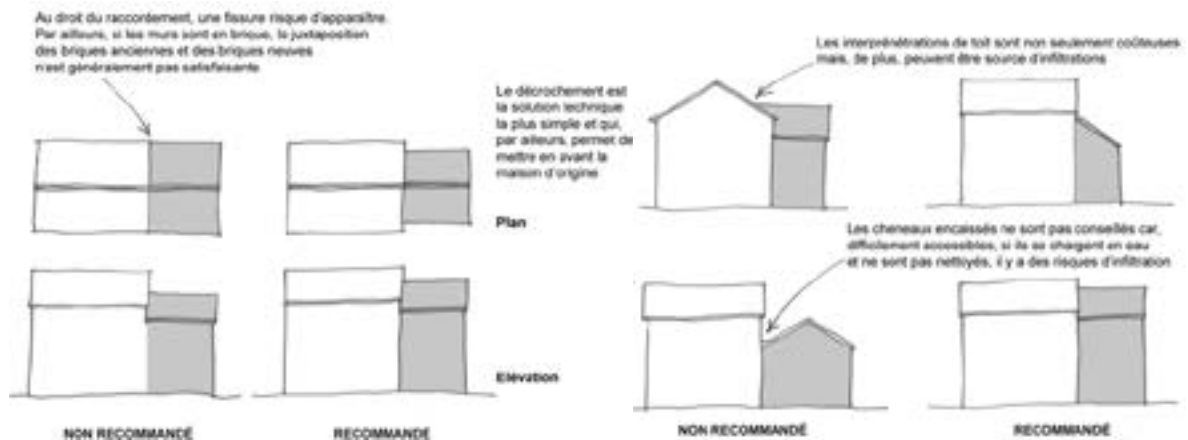 Au droit du raccordement, une fissure risque d'apparaître.
Par ailleurs, si les murs sont en brique, la juxtaposition
des briques anciennes et des briques neuves
n'est généralement pas satisfaisante
Le décrochement est
la solution technique
la plus simple et qui,
par ailleurs, permet de
mettre en avant la
maison d'origine
Plan
Elévation
NON RECOMMANDÉ
RECOMMANDÉ
Les interpénétrations de toit sont non seulement coûteuses
mais, de plus, peuvent être source d'infiltrations
Les cheneaux encaissés ne sont pas conseillés car,
difficilement accessibles, si ils se chargent en eau
et ne sont pas nettoyés, il y a des risques d'infiltration
NON RECOMMANDÉ
RECOMMANDÉ